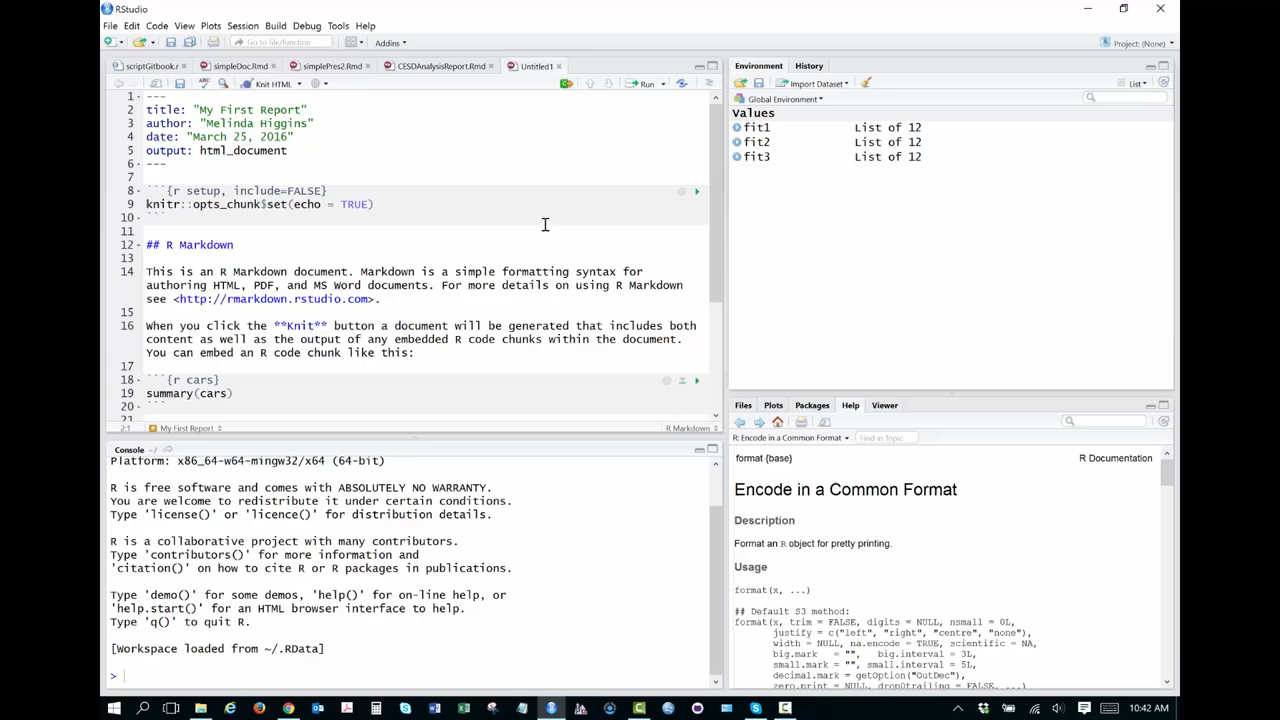 RStudio
File Edit Code View Plots Session Build Debug Tools Help
Go to file/function Addins Project: (None)
scriptGitbook.r simpleDoc.Rmd simplePres2.Rmd CESDAnalysisReport.Rmd Untitled1
Knit HTML Run
1 ---
2 title: "My First Report"
3 author: "Melinda Higgins"
4 date: "March 25, 2016"
5 output: html_document
6 ---
7
8 ```{r setup, include=FALSE}
9 knitr::opts_chunk$set(echo = TRUE)
10 ```
11
12 ## R Markdown
13
14 This is an R Markdown document. Markdown is a simple formatting syntax for
authoring HTML, PDF, and MS Word documents. For more details on using R Markdown
see <http://rmarkdown.rstudio.com>.
15
16 When you click the **Knit** button a document will be generated that includes both
content as well as the output of any embedded R code chunks within the document.
You can embed an R code chunk like this:
17
18 ```{r cars}
19 summary(cars)
20 ```
21
2:1 My First Report R Markdown
Console ~/
Platform: x86_64-w64-mingw32/x64 (64-bit)
R is free software and comes with ABSOLUTELY NO WARRANTY.
You are welcome to redistribute it under certain conditions.
Type 'license()' or 'licence()' for distribution details.
R is a collaborative project with many contributors.
Type 'contributors()' for more information and
'citation()' on how to cite R or R packages in publications.
Type 'demo()' for some demos, 'help()' for on-line help, or
'help.start()' for an HTML browser interface to help.
Type 'q()' to quit R.
[Workspace loaded from ~/.RData]
>
Environment History
Import Dataset List
Global Environment
Values
fit1 List of 12
fit2 List of 12
fit3 List of 12
Files Plots Packages Help Viewer
R: Encode in a Common Format Find in Topic
format {base} R Documentation
Encode in a Common Format
Description
Format an R object for pretty printing.
Usage
format(x, ...)
## Default S3 method:
format(x, trim = FALSE, digits = NULL, nsmall = 0L,
justify = c("left", "right", "centre", "none"),
width = NULL, na.encode = TRUE, scientific = NA,
big.mark = "", big.interval = 3L,
small.mark = "", small.interval = 5L,
decimal.mark = getOption("OutDec"),
zero.print = NULL, drop0trailing = FALSE, ...)
10:42 AM